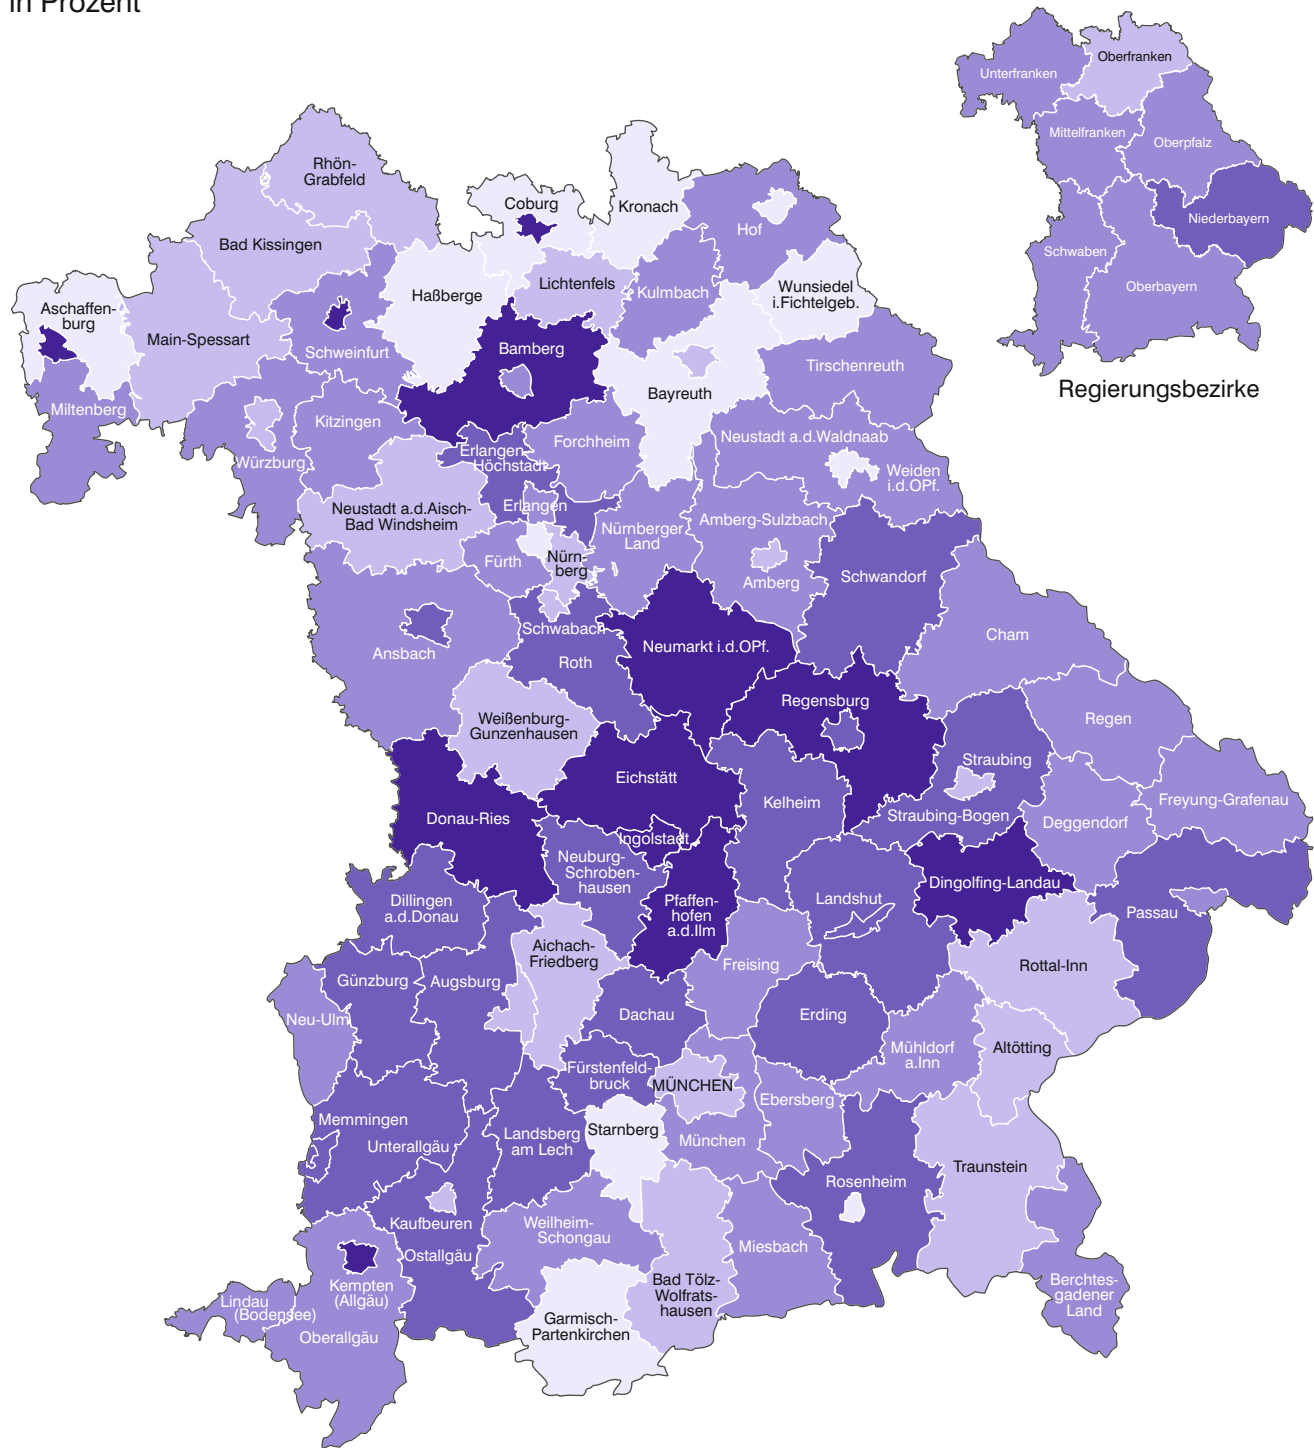 in Prozent
Oberfranken
Unterfranken
Mittelfranken
Oberpfalz
Niederbayern
Schwaben
Oberbayern
Regierungsbezirke
Rhön-
Grabfeld
Coburg
Kronach
Hof
Bad Kissingen
Lichtenfels
Kulmbach
Wunsiedel
i.Fichtelgeb.
Haßberge
Aschaffen-
burg
Main-Spessart
Schweinfurt
Bamberg
Tirschenreuth
Bayreuth
Miltenberg
Kitzingen
Forchheim
Neustadt a.d.Waldnaab
Würzburg
Erlangen-
Höchstadt
Weiden
i.d.OPf.
Neustadt a.d.Aisch-
Bad Windsheim
Erlangen
Nürnberger
Land
Amberg-Sulzbach
Fürth
Nürn-
berg
Amberg
Schwandorf
Schwabach
Cham
Ansbach
Roth
Neumarkt i.d.OPf.
Regensburg
Weißenburg-
Gunzenhausen
Regen
Straubing
Eichstätt
Kelheim
Freyung-Grafenau
Donau-Ries
Straubing-Bogen
Deggendorf
Ingolstadt
Neuburg-
Schroben-
hausen
Dingolfing-Landau
Dillingen
a.d.Donau
Pfaffen-
hofen
a.d.Ilm
Landshut
Passau
Aichach-
Friedberg
Freising
Rottal-Inn
Günzburg
Augsburg
Neu-Ulm
Dachau
Erding
Mühldorf
a.Inn
Altötting
Fürstenfeld-
bruck
MÜNCHEN
Ebersberg
Memmingen
Unterallgäu
Landsberg
am Lech
Starnberg
München
Traunstein
Rosenheim
Kaufbeuren
Weilheim-
Schongau
Miesbach
Ostallgäu
Kempten
(Allgäu)
Bad Tölz-
Wolfrats-
hausen
Berchtes-
gadener
Land
Lindau
(Bodensee)
Oberallgäu
Garmisch-
Partenkirchen